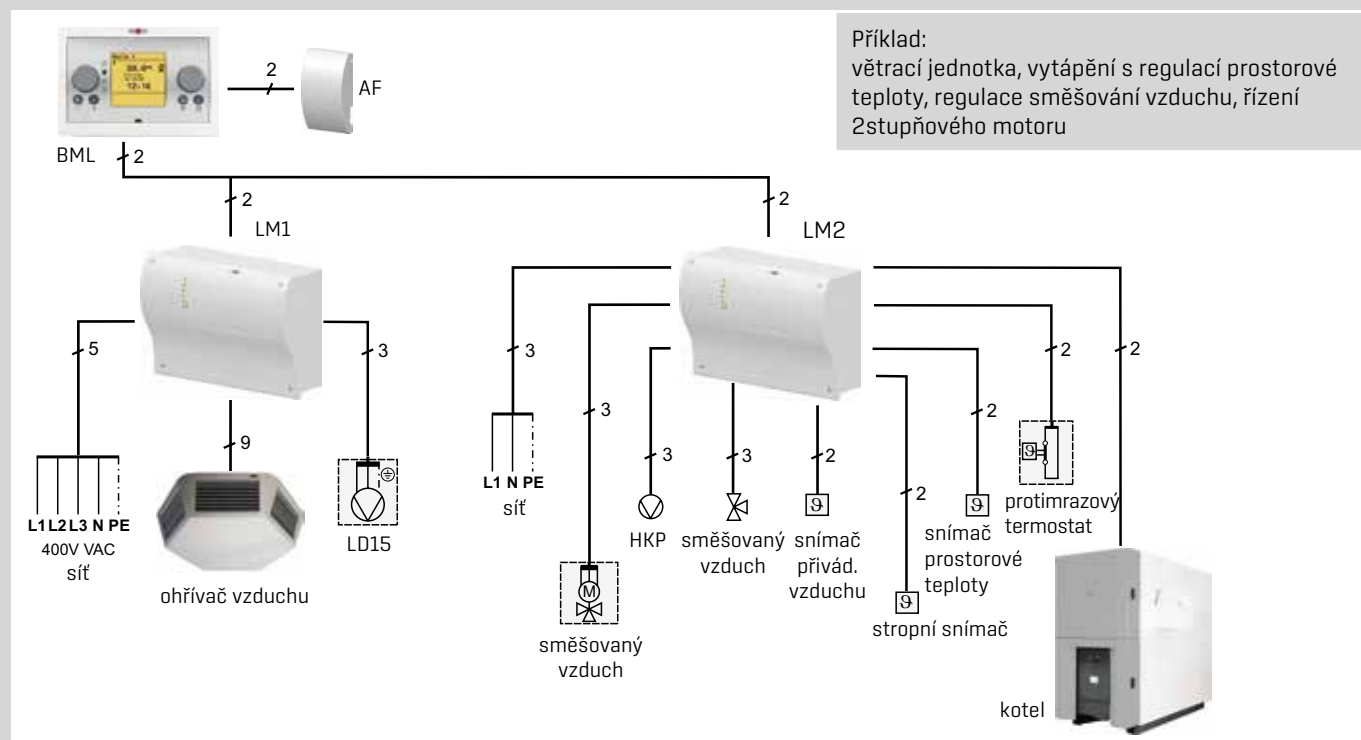 Příklad:
větrací jednotka, vytápění s regulací prostorové
teploty, regulace směšování vzduchu, řízení
2stupňového motoru
2
AF
BML
2
2
2
LM1
LM2
5
3
3
2
2
3
2
9
3
3
2
2
L1 L2 L3 N PE
400V VAC
síť
ohřívač vzduchu
LD15
L1 N PE
síť
M
směšovaný
vzduch
HKP
směšovaný
vzduch
ϑ
snímač
přivád.
vzduchu
ϑ
stropní snímač
ϑ
snímač
prostorové
teploty
ϑ
protimrazový
termostat
kotel